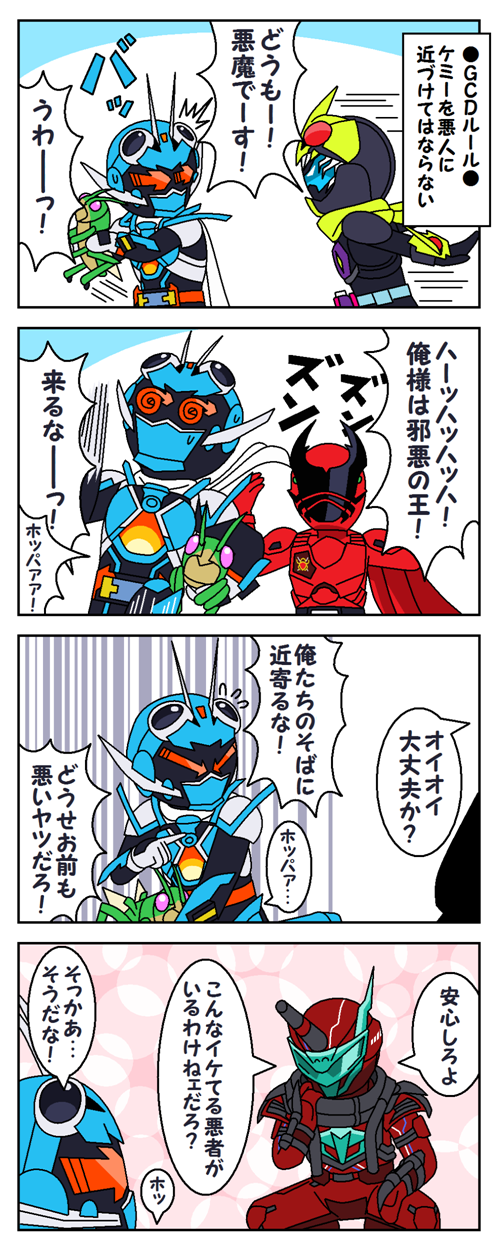 ●GCDルール●
ケミーを悪人に
近づけてはならない
どうもー！
悪魔でーす！
バッ
うわーーっ！
ハーッハッハッハ！
俺様は邪悪の王！
ズン
ズン
来るなーーっ！
ホッパアァ！
オイオイ
大丈夫か？
俺たちのそばに
近寄るな！
ホッパァ…
どうせお前も
悪いヤツだろ！
安心しろよ
こんなイケてる悪者が
いるわけねェだろ？
そっかあ…
そうだな！
ホッ